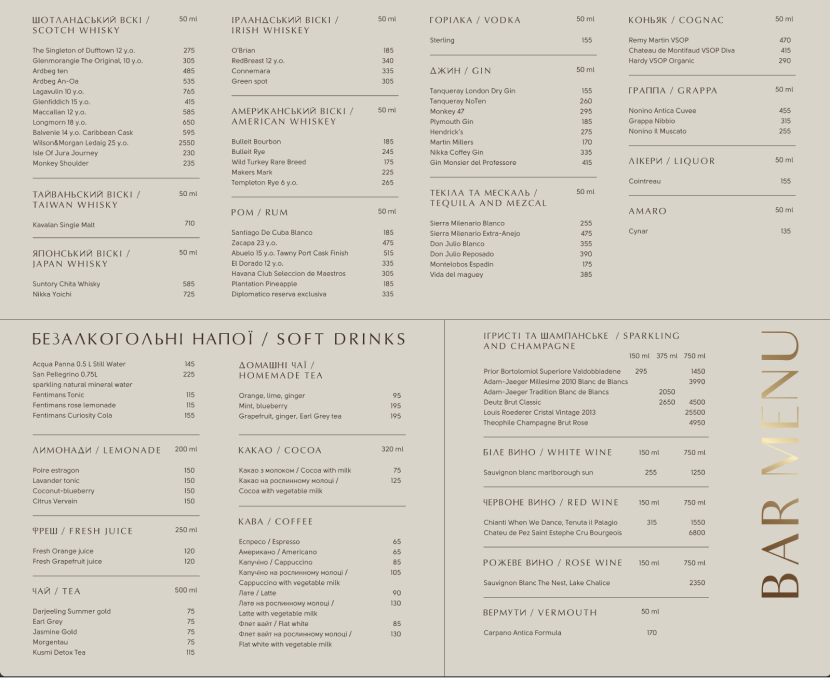 ШОТЛАНДСЬКИЙ ВСКІ / 50 ml
SCOTCH WHISKY
The Singleton of Dufftown 12 y.o. 275
Glenmorangie The Original, 10 y.o. 305
Ardbeg ten 485
Ardbeg An-Oa 535
Lagavulin 10 y.o. 765
Glenfiddich 15 y.o. 415
Maccallan 12 y.o. 585
Longmorn 18 y.o. 650
Balvenie 14 y.o. Caribbean Cask 595
Wilson&Morgan Ledaig 25 y.o. 2550
Isle Of Jura Journey 230
Monkey Shoulder 235
ТАЙВАНЬСКИЙ ВІСКІ / 50 ml
TAIWAN WHISKY
Kavalan Single Malt 710
ЯПОНСЬКИЙ ВІСКІ / 50 ml
JAPAN WHISKY
Suntory Chita Whisky 585
Nikka Yoichi 725
ІРЛАНДСЬКИЙ ВІСКІ / 50 ml
IRISH WHISKEY
O'Brian 185
RedBreast 12 y.o. 340
Connemara 335
Green spot 305
АМЕРИКАНСЬКИЙ ВІСКІ / 50 ml
AMERICAN WHISKEY
Bulleit Bourbon 185
Bulleit Rye 245
Wild Turkey Rare Breed 175
Makers Mark 225
Templeton Rye 6 y.o. 265
РОМ / RUM 50 ml
Santiago De Cuba Blanco 185
Zacapa 23 y.o. 475
Abuelo 15 y.o. Tawny Port Cask Finish 515
El Dorado 12 y.o. 335
Havana Club Seleccion de Maestros 305
Plantation Pineapple 185
Diplomatico reserva exclusiva 335
ГОРІЛКА / VODKA 50 ml
Sterling 155
ДЖИН / GIN 50 ml
Tanqueray London Dry Gin 155
Tanqueray NoTen 260
Monkey 47 295
Plymouth Gin 185
Hendrick's 275
Martin Millers 170
Nikka Coffey Gin 335
Gin Monsier del Professore 415
ТЕКІЛА ТА МЕСКАЛЬ / 50 ml
TEQUILA AND MEZCAL
Sierra Milenario Blanco 255
Sierra Milenario Extra-Anejo 475
Don Julio Blanco 355
Don Julio Reposado 390
Montelobos Espadin 175
Vida del maguey 385
КОНЬЯК / COGNAC 50 ml
Remy Martin VSOP 470
Chateau de Montifaud VSOP Diva 415
Hardy VSOP Organic 290
ГРАППА / GRAPPA 50 ml
Nonino Antica Cuvee 455
Grappa Nibbio 315
Nonino Il Muscato 255
ЛІКЕРИ / LIQUOR 50 ml
Cointreau 155
АМАRO 50 ml
Cynar 135
БЕЗАЛКОГОЛЬНІ НАПОЇ / SOFT DRINKS
Acqua Panna 0.5 L Still Water 145
San Pellegrino 0.75L 225
sparkling natural mineral water
Fentimans Tonic 115
Fentimans rose lemonade 115
Fentimans Curiosity Cola 155
ЛИМОНАДИ / LEMONADE 200 ml
Poire estragon 150
Lavander tonic 150
Coconut-blueberry 150
Citrus Vervain 150
ФРЕШ / FRESH JUICE 250 ml
Fresh Orange juice 120
Fresh Grapefruit juice 120
ЧАЙ / TEA 500 ml
Darjeeling Summer gold 75
Earl Grey 75
Jasmine Gold 75
Morgentau 75
Kusmi Detox Tea 115
ДОМАШНІ ЧАЇ /
HOMEMADE TEA
Orange, lime, ginger 95
Mint, blueberry 195
Grapefruit, ginger, Earl Grey tea 195
КАКАО / COCOA 320 ml
Какао з молоком / Cocoa with milk 75
Какао на рослинному молоці / 125
Cocoa with vegetable milk
КАВА / COFFEE
Еспресо / Espresso 65
Американо / Americano 65
Капучіно / Cappuccino 85
Капучіно на рослинному молоці / 105
Cappuccino with vegetable milk
Лате / Latte 90
Лате на рослинному молоці / 130
Latte with vegetable milk
Флет вайт / Flat white 85
Флет вайт на рослинному молоці / 130
Flat white with vegetable milk
ІГРИСТІ ТА ШАМПАНСЬКЕ / SPARKLING
AND CHAMPAGNE
150 ml 375 ml 750 ml
Prior Bortolomiol Superiore Valdobbiadene 295 1450
Adam-Jaeger Millesime 2010 Blanc de Blancs 3990
Adam-Jaeger Tradition Blanc de Blancs 2050
Deutz Brut Classic 2650 4500
Louis Roederer Cristal Vintage 2013 25500
Theophile Champagne Brut Rose 4950
БІЛЕ ВИНО / WHITE WINE 150 ml 750 ml
Sauvignon blanc marlborough sun 255 1250
ЧЕРВОНЕ ВИНО / RED WINE 150 ml 750 ml
Chianti When We Dance, Tenuta il Palagio 315 1550
Chateu de Pez Saint Estephe Cru Bourgeois 6800
РОЖЕВЕ ВИНО / ROSE WINE 150 ml 750 ml
Sauvignon Blanc The Nest, Lake Chalice 2350
ВЕРМУТИ / VERMOUTH 50 ml
Carpano Antica Formula 170
BAR MENU